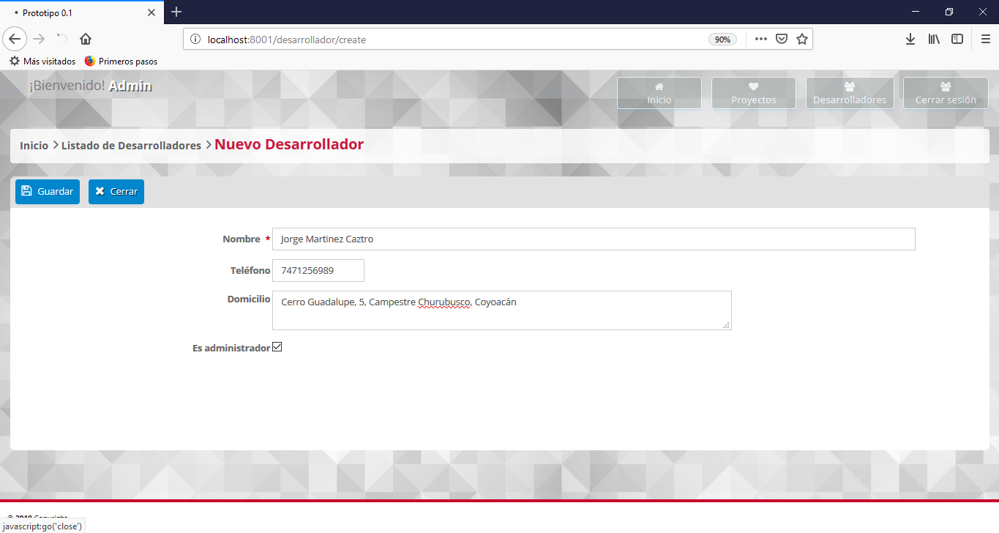 • Prototipo 0.1
localhost:8001/desarrollador/create
90%
Más visitados
Primeros pasos
¡Bienvenido! Admin
Inicio
Proyectos
Desarrolladores
Cerrar sesión
Inicio > Listado de Desarrolladores > Nuevo Desarrollador
Guardar
Cerrar
Nombre * Jorge Martinez Caztro
Teléfono 7471256989
Domicilio Cerro Guadalupe, 5, Campestre Churubusco, Coyoacán
Es administrador
© 2019 Copyright
javascript:go('close')